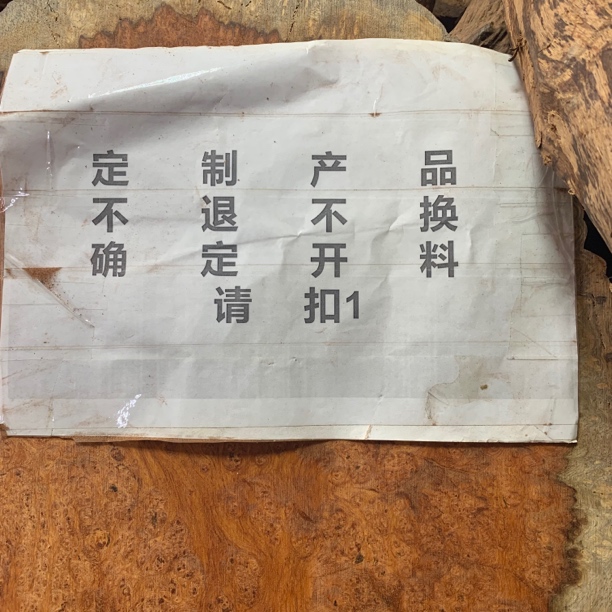 定制产品
不退不换
确定开料
请扣1